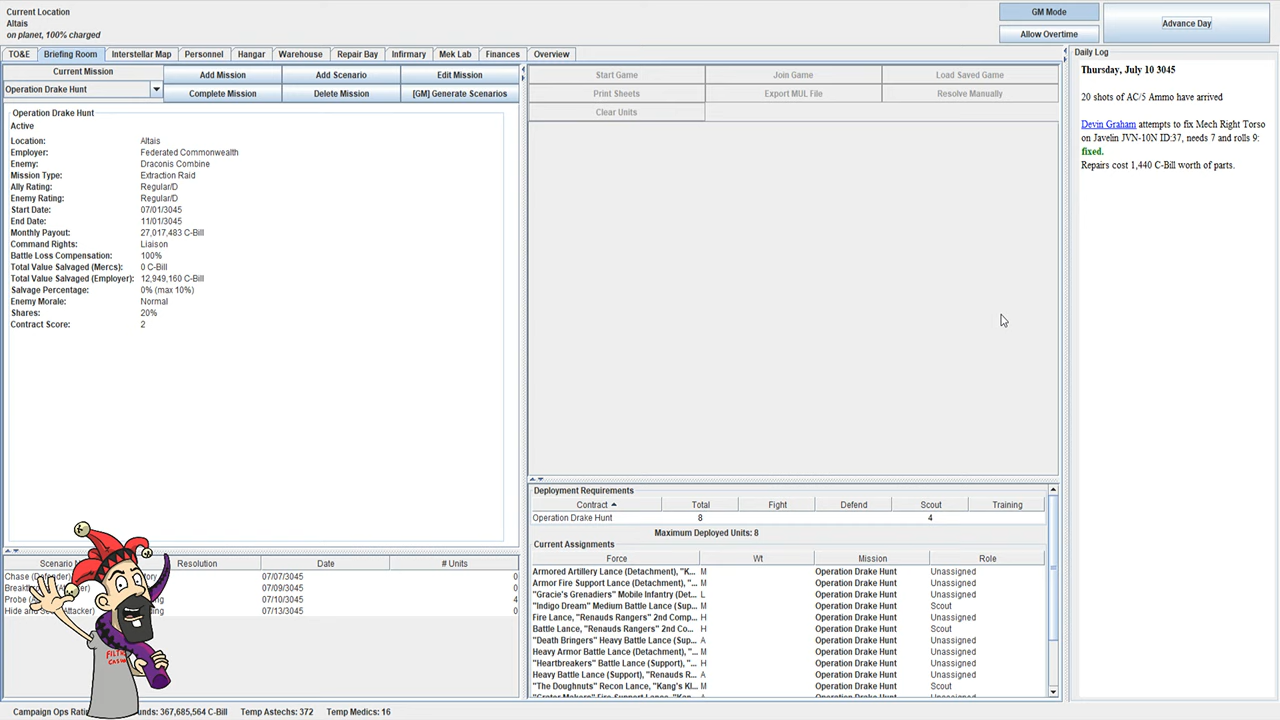 Current Location
Altais
on planet, 100% charged
GM Mode
Allow Overtime
Advance Day
TO&E Briefing Room Interstellar Map Personnel Hangar Warehouse Repair Bay Infirmary Mek Lab Finances Overview
Current Mission
Operation Drake Hunt
Add Mission Add Scenario Edit Mission
Complete Mission Delete Mission [GM] Generate Scenarios
Operation Drake Hunt
Active
Location: Altais
Employer: Federated Commonwealth
Enemy: Draconis Combine
Mission Type: Extraction Raid
Ally Rating: Regular/D
Enemy Rating: Regular/D
Start Date: 07/01/3045
End Date: 11/01/3045
Monthly Payout: 27,017,483 C-Bill
Command Rights: Liaison
Battle Loss Compensation: 100%
Total Value Salvaged (Mercs): 0 C-Bill
Total Value Salvaged (Employer): 12,949,160 C-Bill
Salvage Percentage: 0% (max 10%)
Enemy Morale: Normal
Shares: 20%
Contract Score: 2
Resolution Date # Units
Chase 07/07/3045 0
07/09/3045 0
Probe 07/10/3045 4
Hide 07/13/3045 0
Start Game Join Game Load Saved Game
Print Sheets Export MUL File Resolve Manually
Clear Units
Deployment Requirements
Contract Total Fight Defend Scout Training
Operation Drake Hunt 8 4
Maximum Deployed Units: 8
Current Assignments
Force Wt Mission Role
Armored Artillery Lance (Detachment), "K... M Operation Drake Hunt Unassigned
Armor Fire Support Lance (Detachment, "... M Operation Drake Hunt Unassigned
"Gracie's Grenadiers" Mobile Infantry (Det... L Operation Drake Hunt Unassigned
"Indigo Dream" Medium Battle Lance (Sup... M Operation Drake Hunt Scout
Fire Lance, "Renauds Rangers" 2nd Comp... H Operation Drake Hunt Unassigned
Battle Lance, "Renauds Rangers" 2nd Co... H Operation Drake Hunt Scout
"Death Bringers" Heavy Battle Lance (Sup... A Operation Drake Hunt Unassigned
Heavy Armor Battle Lance (Detachment), "... M Operation Drake Hunt Unassigned
"Heartbreakers" Battle Lance (Support), "... H Operation Drake Hunt Unassigned
Heavy Battle Lance (Support), "Renauds R... A Operation Drake Hunt Unassigned
"The Doughnuts" Recon Lance, "Kang's Kl... M Operation Drake Hunt Scout
Operation Drake Hunt
Daily Log
Thursday, July 10 3045
20 shots of AC/5 Ammo have arrived
Devin Graham attempts to fix Mech Right Torso
on Javelin JVN-10N ID:37, needs 7 and rolls 9:
fixed.
Repairs cost 1,440 C-Bill worth of parts.
Campaign Ops 367,685,564 C-Bill Temp Astechs: 372 Temp Medics: 16